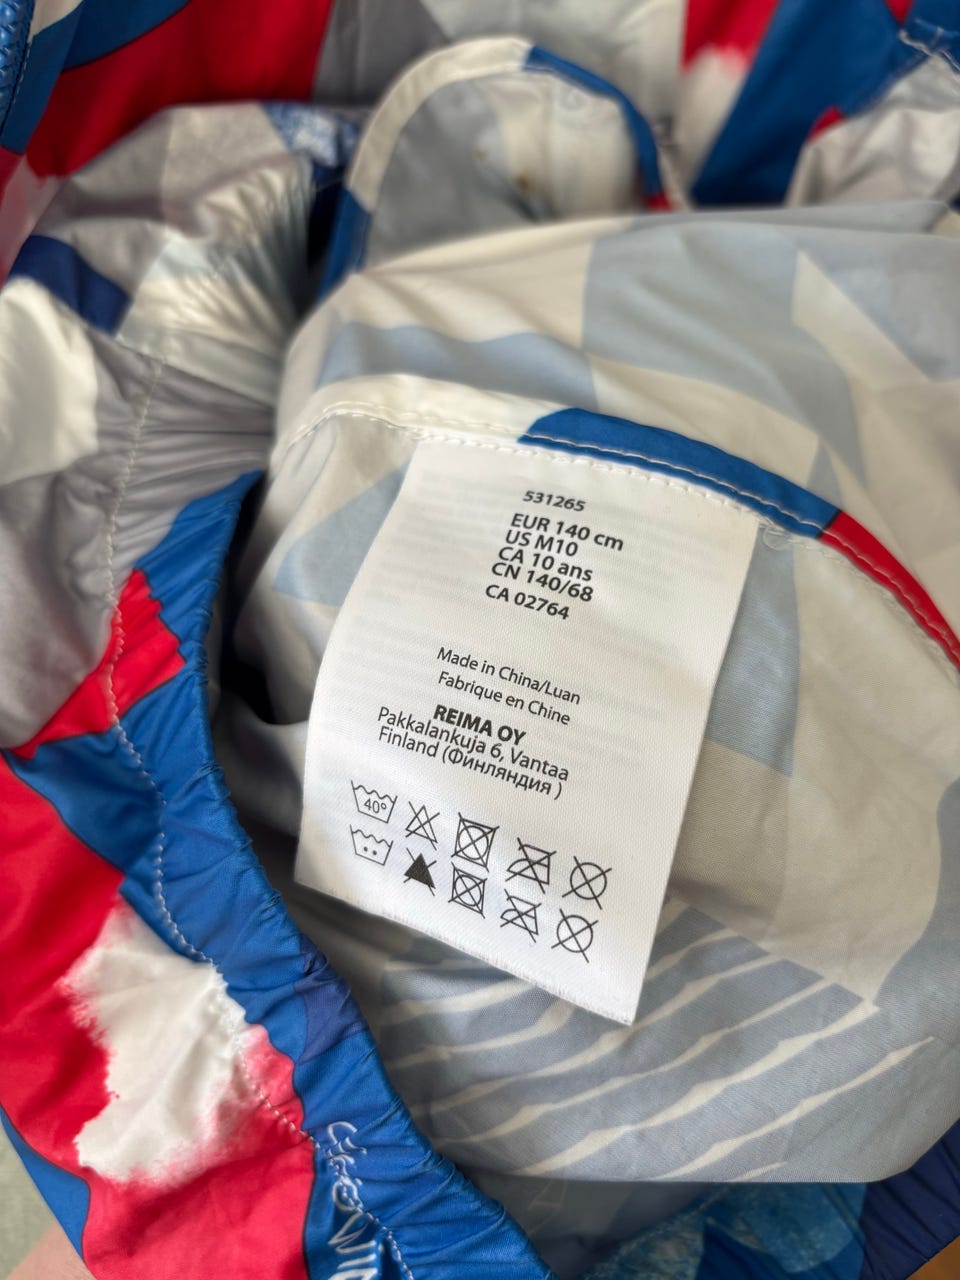 531265
EUR 140 cm
US M10
CA 10 ans
CN 140/68
CA 02764
Made in China/Luan
Fabrique en Chine
REIMA OY
Pakkalankuja 6, Vantaa
Finland (Финляндия )
40°